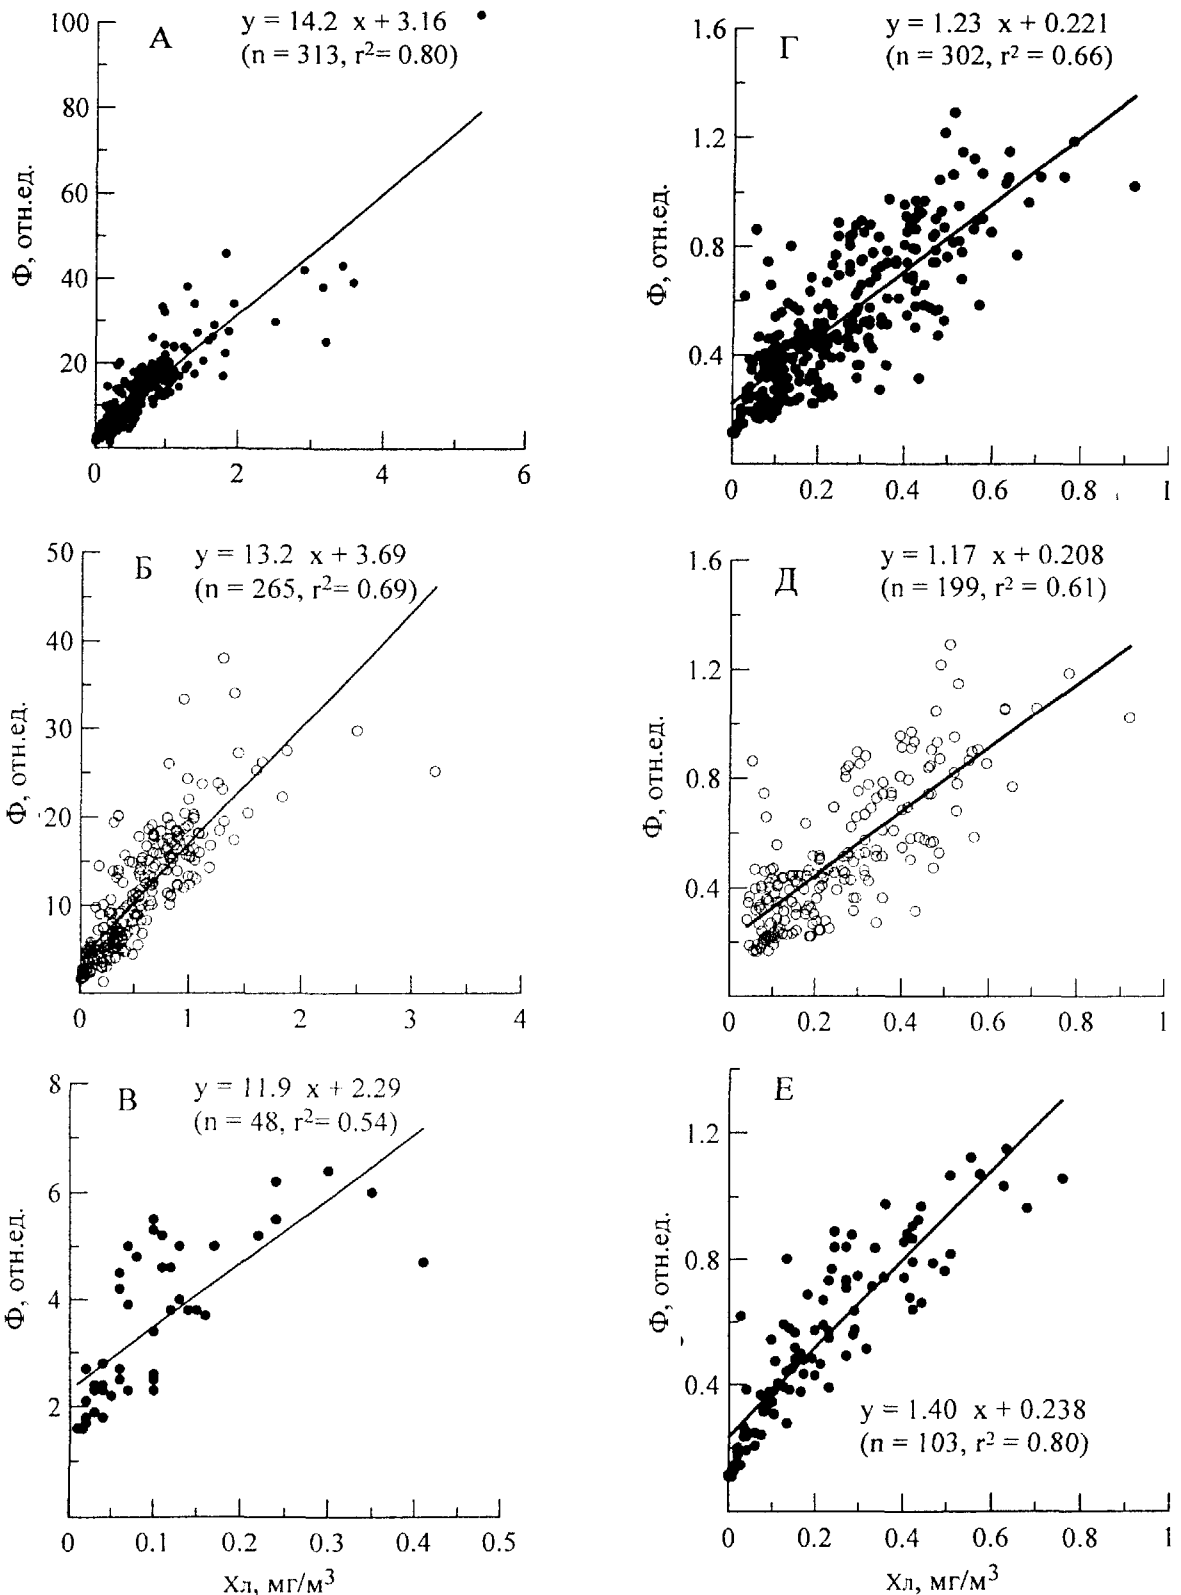 y = 14.2 x + 3.16
(n = 313, r²= 0.80)
А
100
80
60
40
20
Ф, отн.ед.
0 2 4 6
y = 1.23 x + 0.221
(n = 302, r² = 0.66)
Г
1.6
1.2
0.8
0.4
Ф, отн.ед.
0 0.2 0.4 0.6 0.8 1
y = 13.2 x + 3.69
(n = 265, r²= 0.69)
Б
50
40
30
20
10
Ф, отн.ед.
0 1 2 3 4
y = 1.17 x + 0.208
(n = 199, r² = 0.61)
Д
1.6
1.2
0.8
0.4
Ф, отн.ед.
0 0.2 0.4 0.6 0.8 1
y = 11.9 x + 2.29
(n = 48, r²= 0.54)
В
8
6
4
2
Ф, отн.ед.
0 0.1 0.2 0.3 0.4 0.5
Хл, мг/м³
Е
1.2
0.8
0.4
Ф, отн.ед.
y = 1.40 x + 0.238
(n = 103, r² = 0.80)
0 0.2 0.4 0.6 0.8 1
Хл, мг/м³